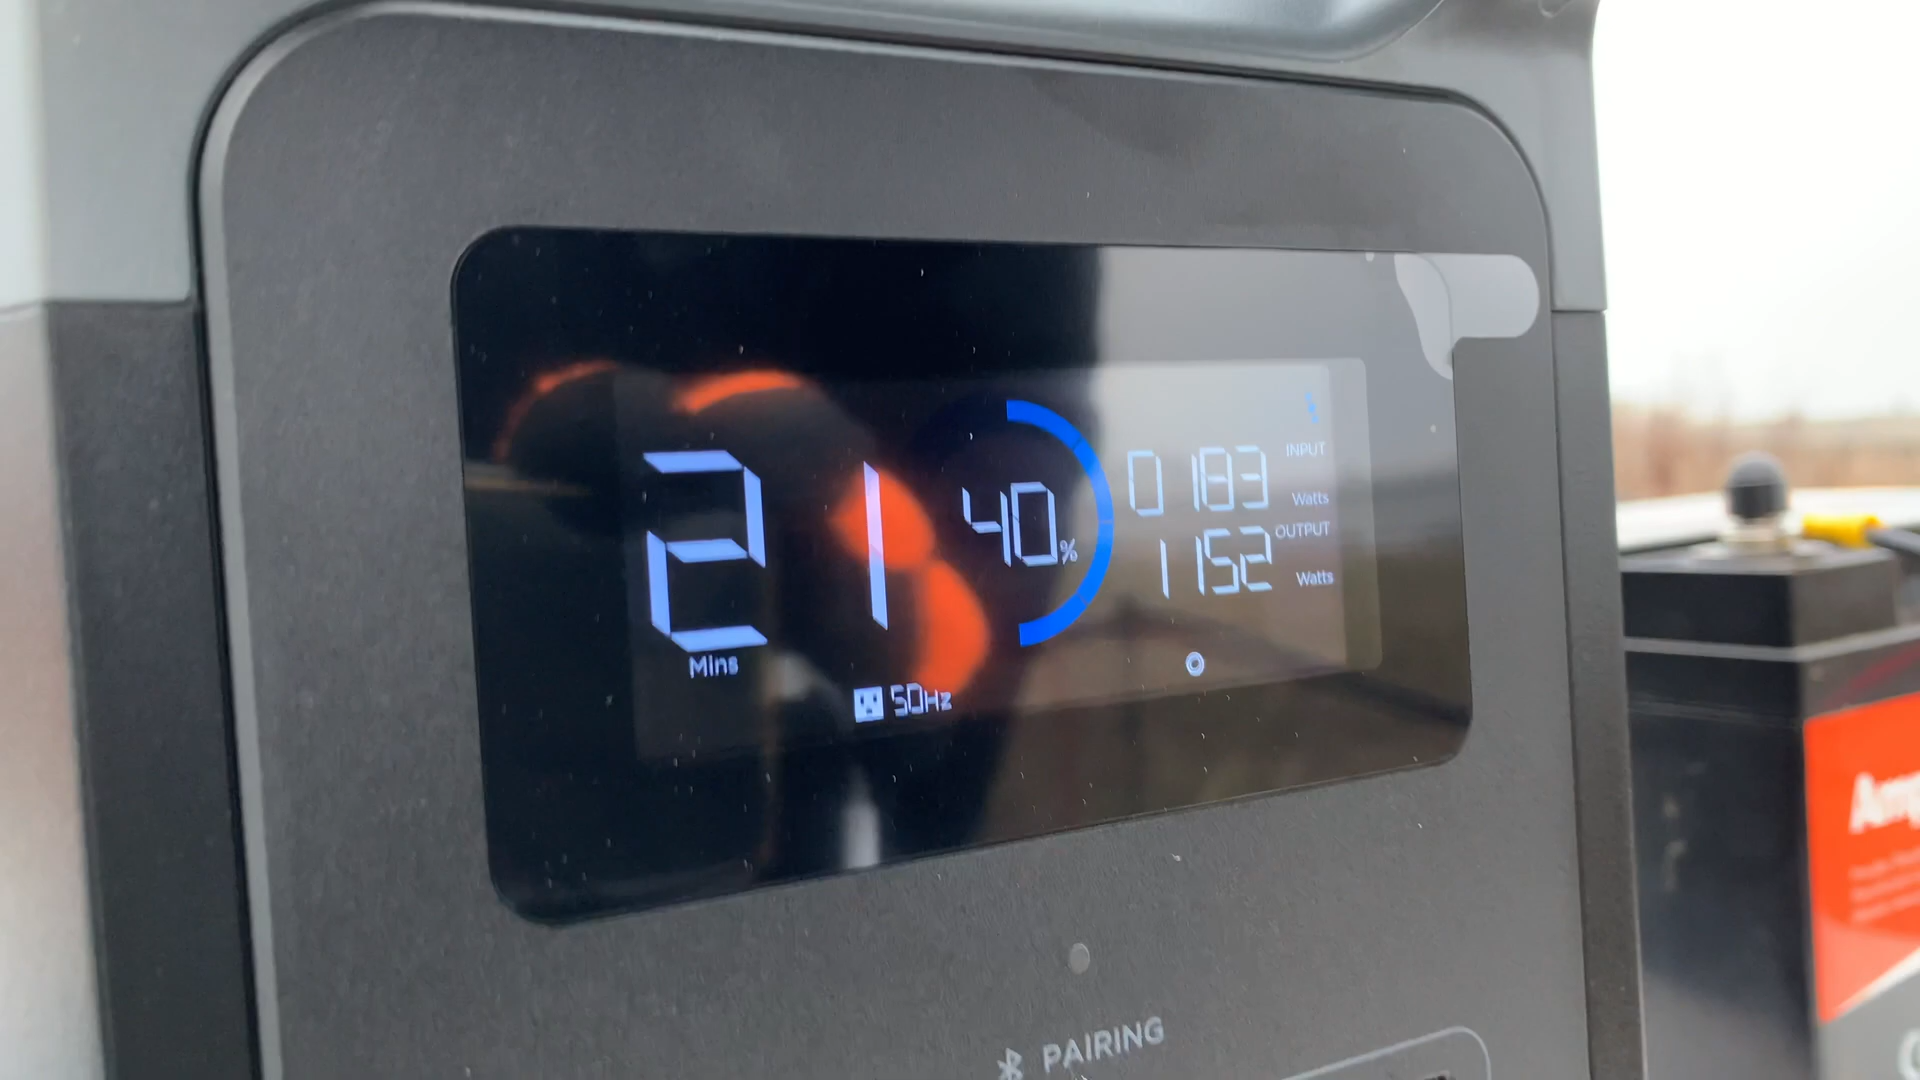 21
Mins
40%
0183
INPUT
Watts
1152
OUTPUT
Watts
50Hz
PAIRING